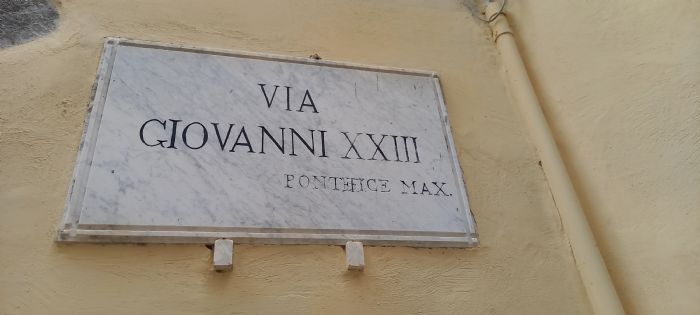 VIA
GIOVANNI XXIII
PONTEFICE MAX.